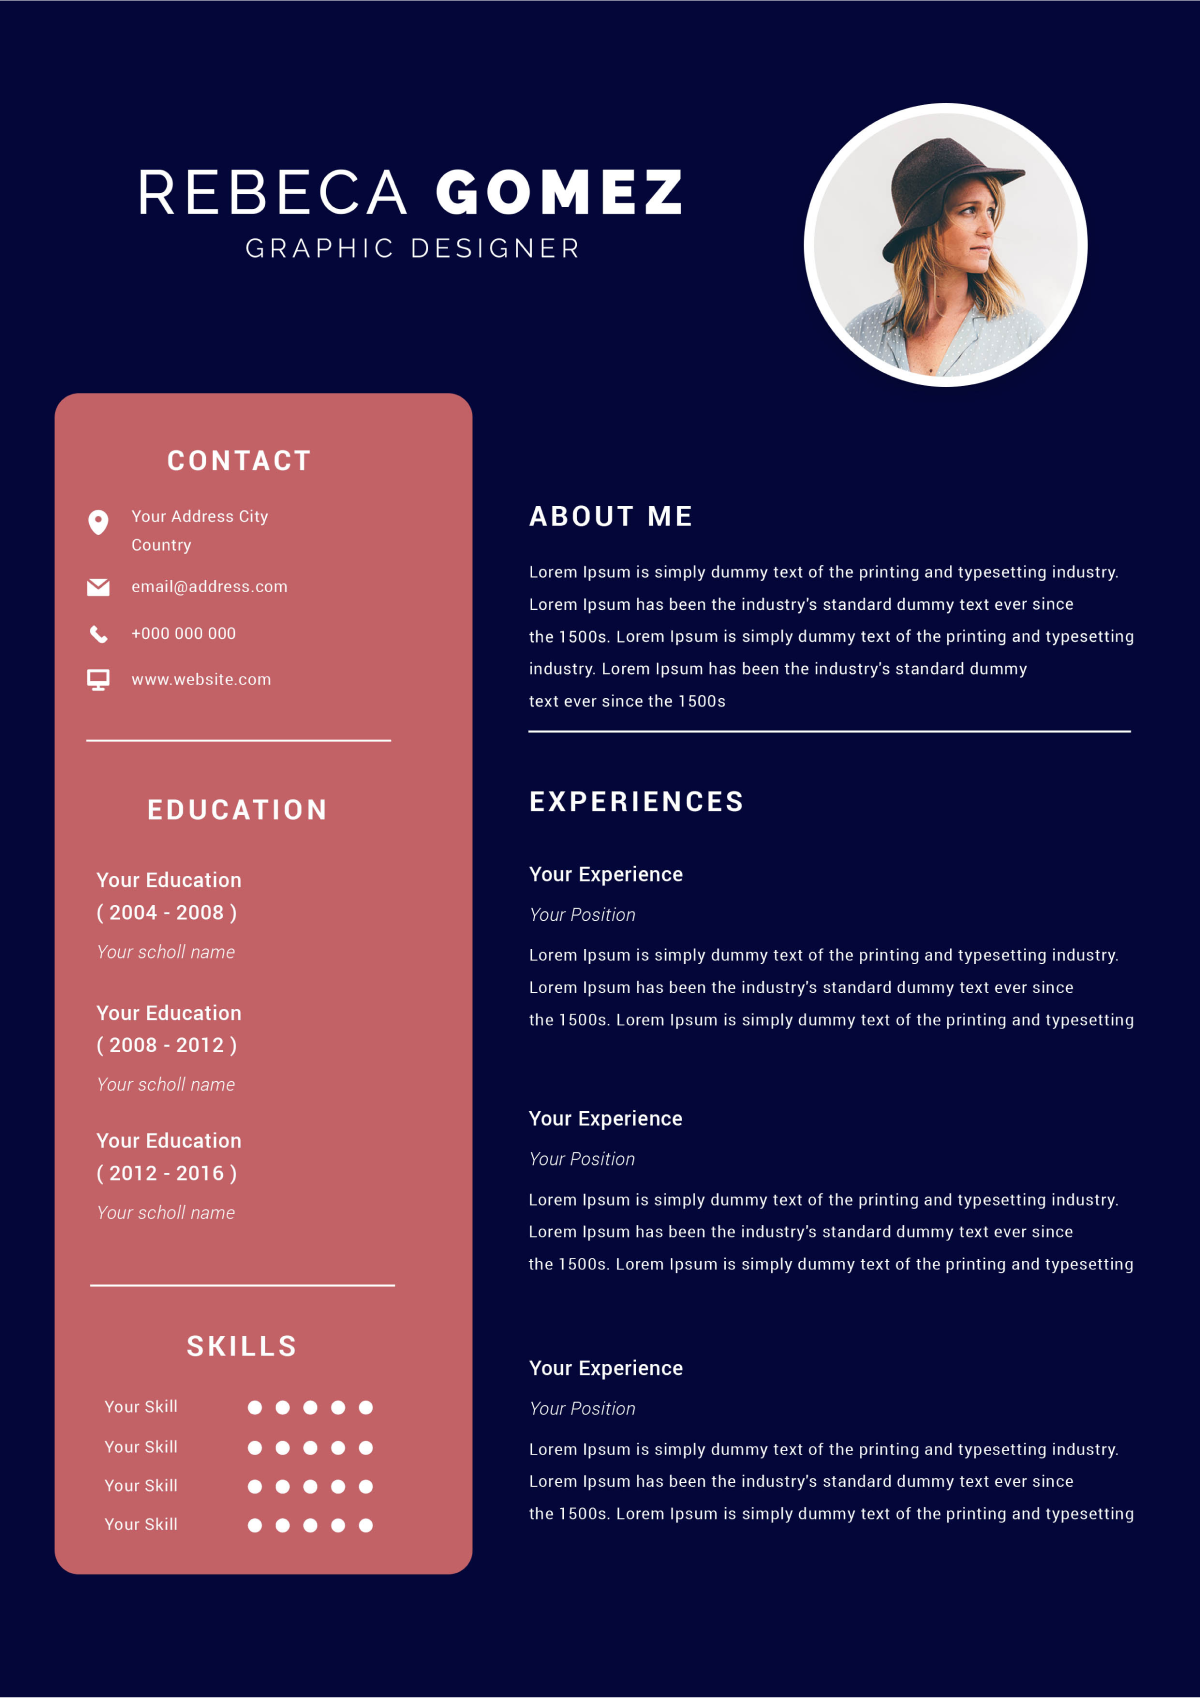 REBECA GOMEZ
GRAPHIC DESIGNER
CONTACT
Your Address City
Country
email@address.com
+000 000 000
www.website.com
EDUCATION
Your Education
( 2004 - 2008 )
Your scholl name
Your Education
( 2008 - 2012 )
Your scholl name
Your Education
( 2012 - 2016 )
Your scholl name
SKILLS
Your Skill
Your Skill
Your Skill
Your Skill
ABOUT ME
Lorem Ipsum is simply dummy text of the printing and typesetting industry.
Lorem Ipsum has been the industry's standard dummy text ever since
the 1500s. Lorem Ipsum is simply dummy text of the printing and typesetting
industry. Lorem Ipsum has been the industry's standard dummy
text ever since the 1500s
EXPERIENCES
Your Experience
Your Position
Lorem Ipsum is simply dummy text of the printing and typesetting industry.
Lorem Ipsum has been the industry's standard dummy text ever since
the 1500s. Lorem Ipsum is simply dummy text of the printing and typesetting
Your Experience
Your Position
Lorem Ipsum is simply dummy text of the printing and typesetting industry.
Lorem Ipsum has been the industry's standard dummy text ever since
the 1500s. Lorem Ipsum is simply dummy text of the printing and typesetting
Your Experience
Your Position
Lorem Ipsum is simply dummy text of the printing and typesetting industry.
Lorem Ipsum has been the industry's standard dummy text ever since
the 1500s. Lorem Ipsum is simply dummy text of the printing and typesetting